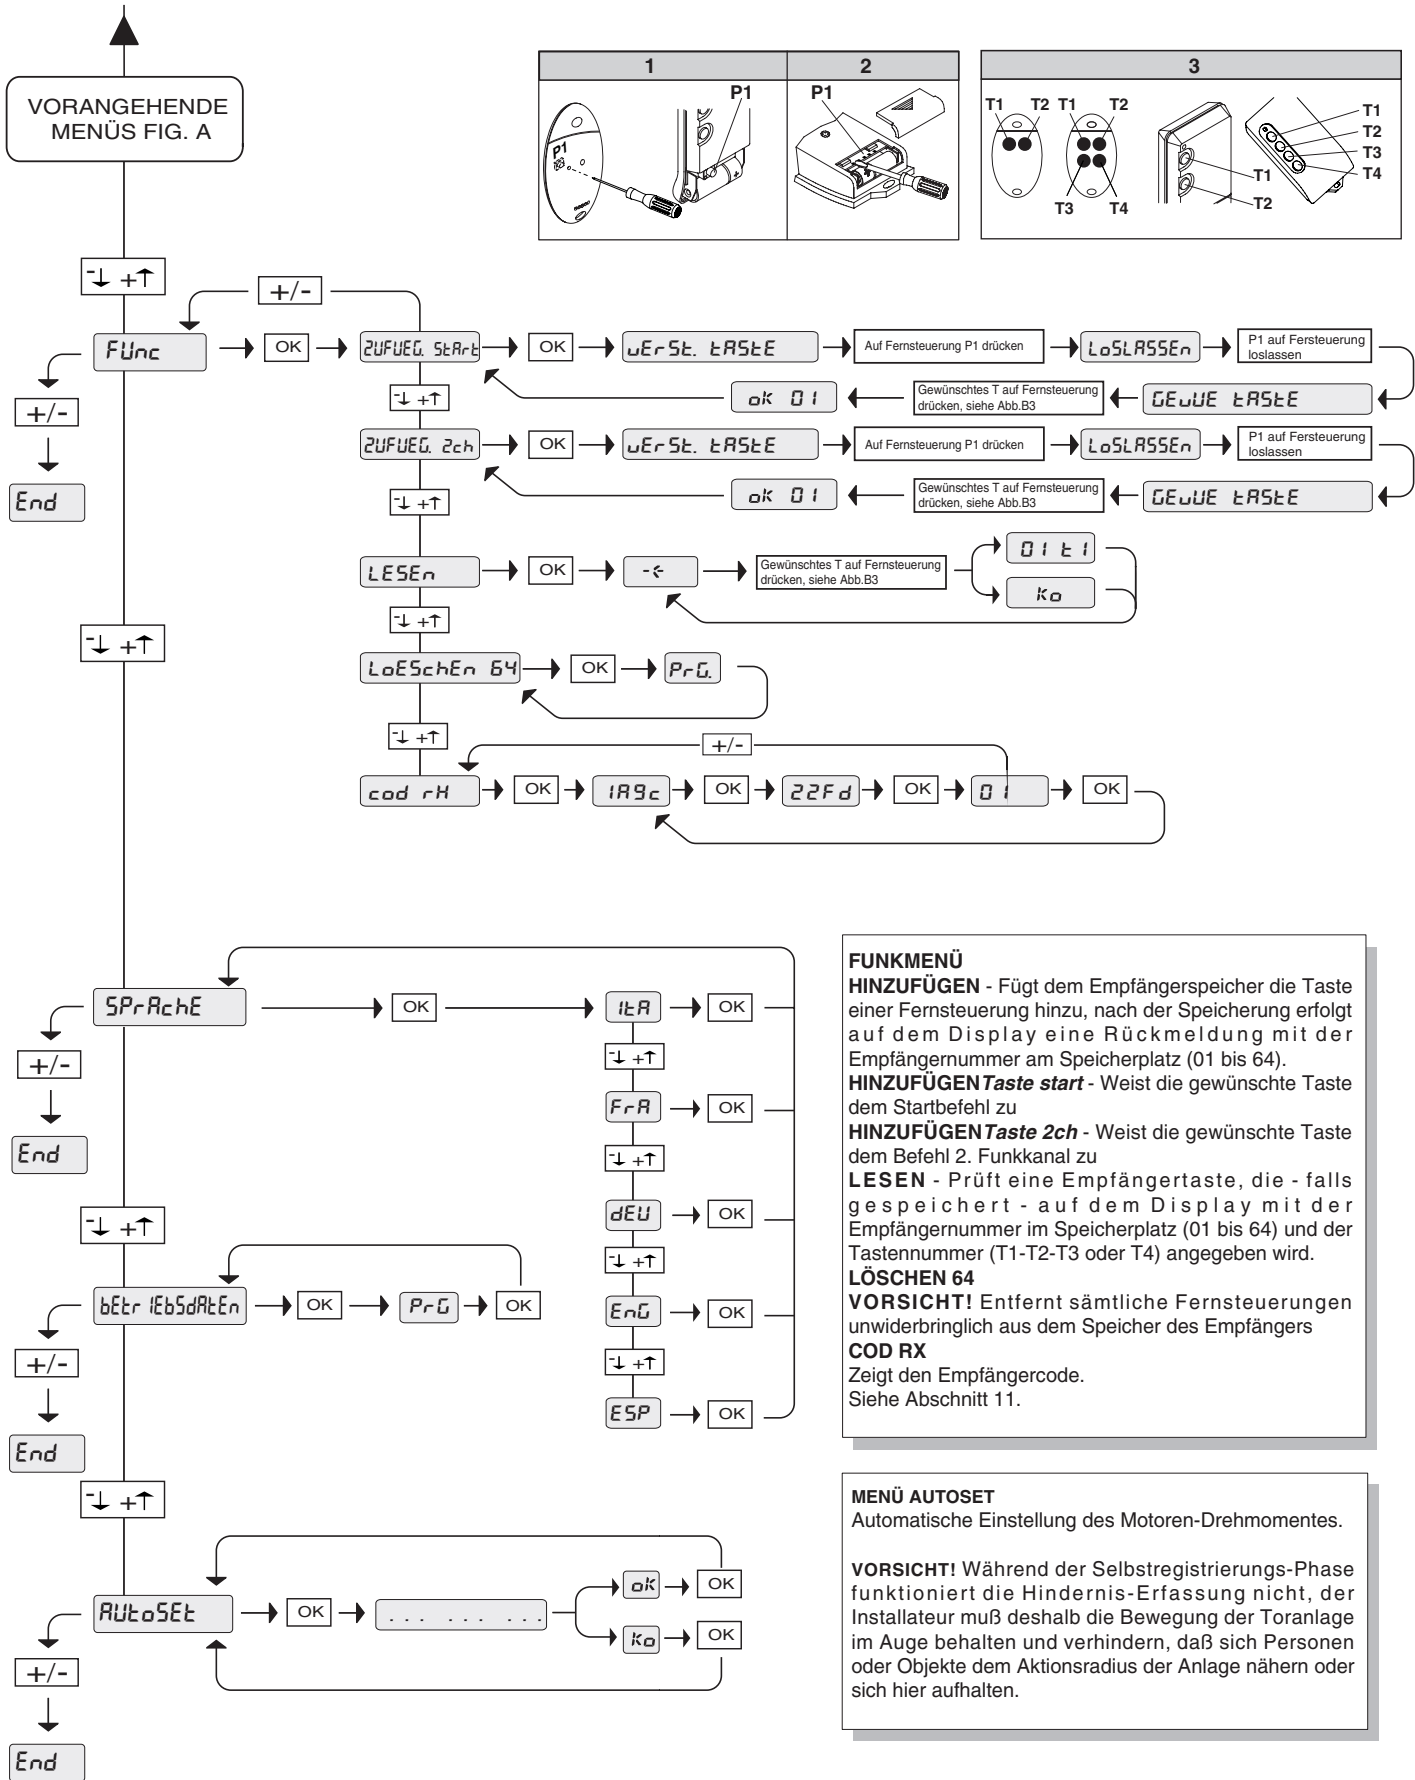 VORANGEHENDE
MENÜS FIG. A
1
2
P1
P1
P1
3
T1 T2 T1 T2
T3 T4
T1
T2
T1
T2
T3
T4
-↓ +↑
+/-
FUnc
OK
ZUFUEG. StArt
OK
vErSt. tAStE
Auf Fernsteuerung P1 drücken
LoSLASSEn
P1 auf Fersteuerung
loslassen
+/-
-↓ +↑
oK 01
Gewünschtes T auf Fernsteuerung
drücken, siehe Abb.B3
GEvUE tAStE
End
ZUFUEG. 2ch
OK
vErSt. tAStE
Auf Fernsteuerung P1 drücken
LoSLASSEn
P1 auf Fersteuerung
loslassen
-↓ +↑
oK 01
Gewünschtes T auf Fernsteuerung
drücken, siehe Abb.B3
GEvUE tAStE
LESEn
OK
-<-
Gewünschtes T auf Fernsteuerung
drücken, siehe Abb.B3
01 t1
Ko
-↓ +↑
-↓ +↑
LoESchEn 64
OK
PrG.
-↓ +↑
+/-
cod rH
OK
1A9c
OK
22Fd
OK
01
OK
SPrAchE
OK
ItA
OK
+/-
-↓ +↑
End
FrA
OK
-↓ +↑
dEU
OK
-↓ +↑
-↓ +↑
bEtrIEbSdAtEn
OK
PrG
OK
EnG
OK
+/-
-↓ +↑
End
ESP
OK
-↓ +↑
AUtoSEt
OK
... ... ...
oK
OK
Ko
OK
+/-
End
FUNKMENÜ
HINZUFÜGEN - Fügt dem Empfängerspeicher die Taste
einer Fernsteuerung hinzu, nach der Speicherung erfolgt
auf dem Display eine Rückmeldung mit der
Empfängernummer am Speicherplatz (01 bis 64).
HINZUFÜGENTaste start - Weist die gewünschte Taste
dem Startbefehl zu
HINZUFÜGENTaste 2ch - Weist die gewünschte Taste
dem Befehl 2. Funkkanal zu
LESEN - Prüft eine Empfängertaste, die - falls
gespeichert - auf dem Display mit der
Empfängernummer im Speicherplatz (01 bis 64) und der
Tastennummer (T1-T2-T3 oder T4) angegeben wird.
LÖSCHEN 64
VORSICHT! Entfernt sämtliche Fernsteuerungen
unwiderbringlich aus dem Speicher des Empfängers
COD RX
Zeigt den Empfängercode.
Siehe Abschnitt 11.
MENÜ AUTOSET
Automatische Einstellung des Motoren-Drehmomentes.
VORSICHT! Während der Selbstregistrierungs-Phase
funktioniert die Hindernis-Erfassung nicht, der
Installateur muß deshalb die Bewegung der Toranlage
im Auge behalten und verhindern, daß sich Personen
oder Objekte dem Aktionsradius der Anlage nähern oder
sich hier aufhalten.